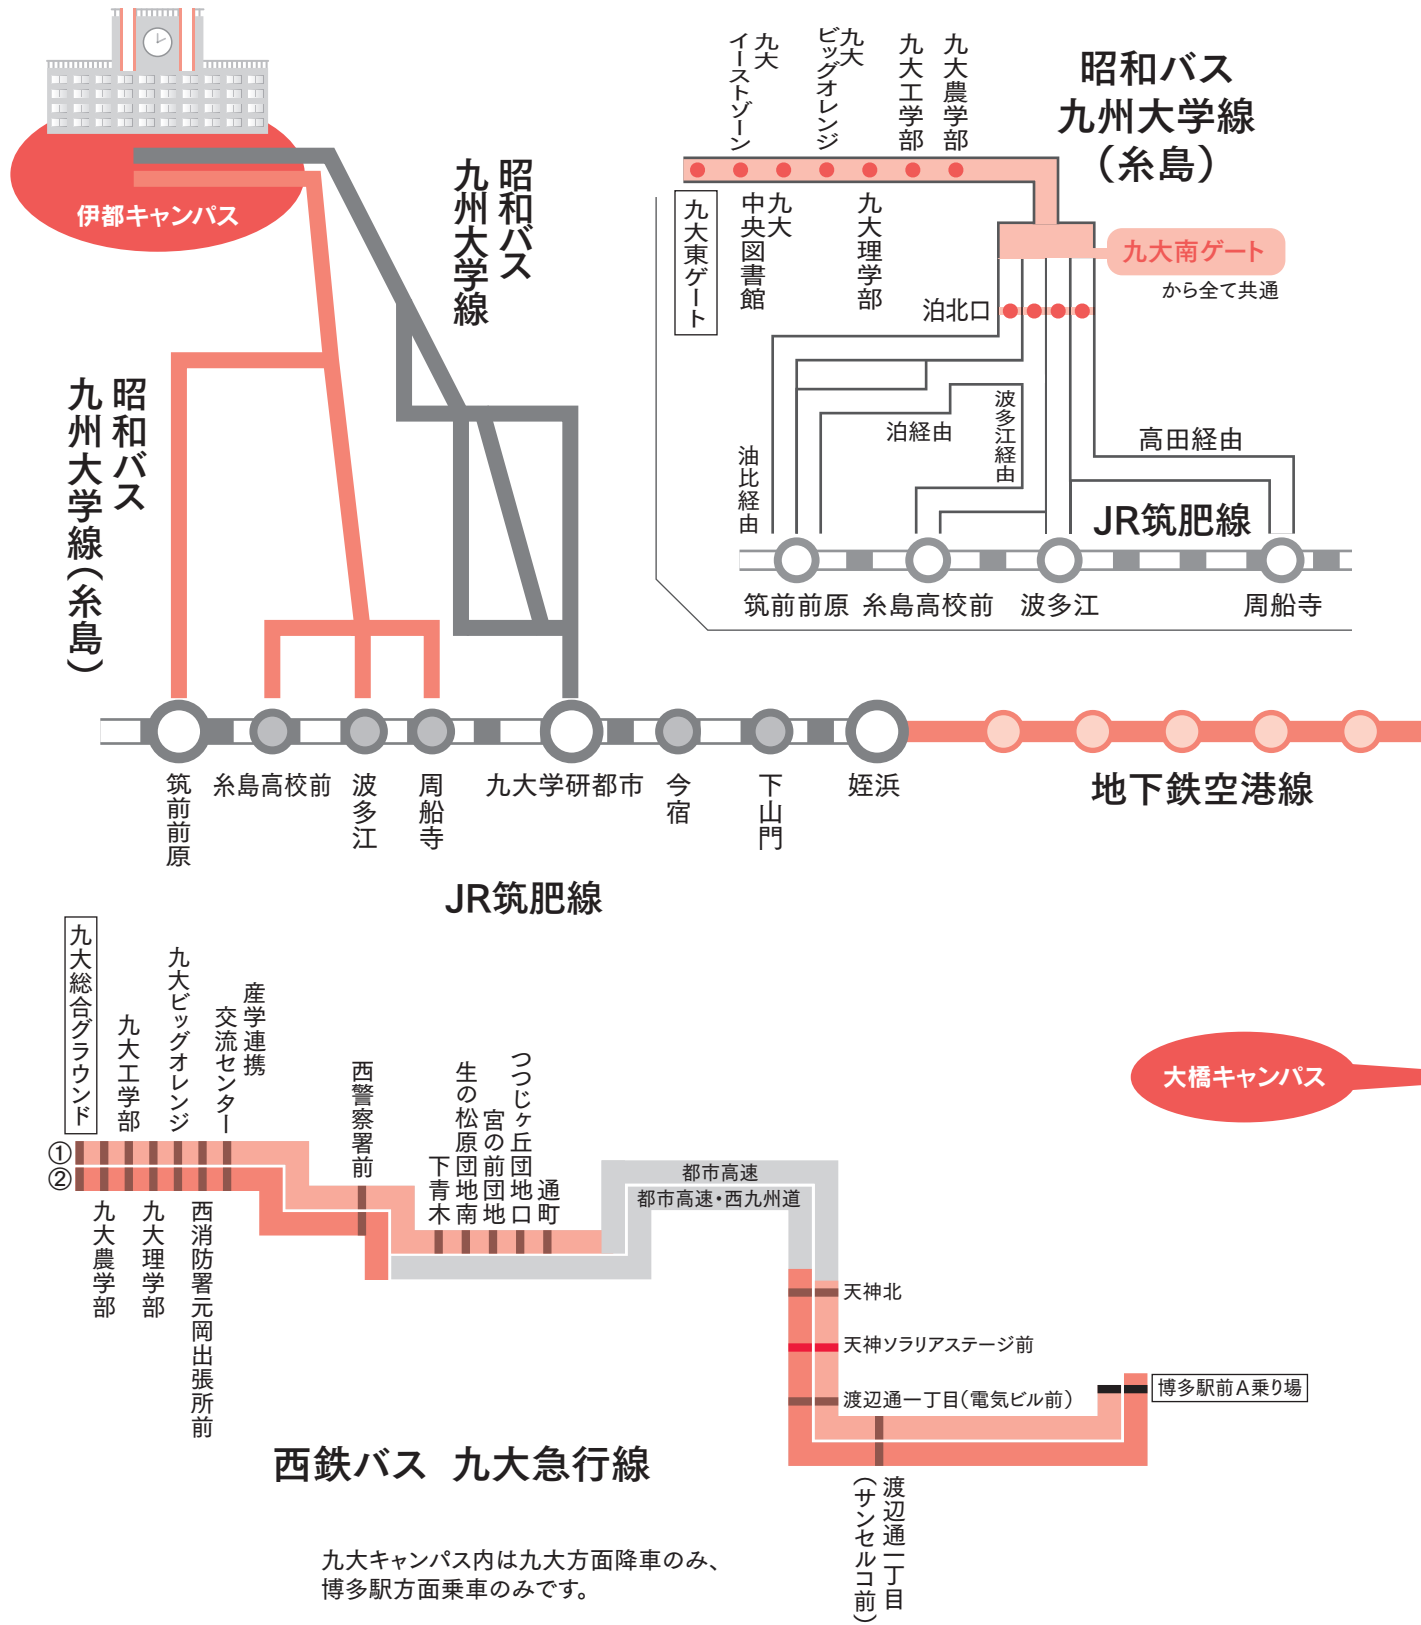 伊都キャンパス
昭和バス
九州大学線
昭和バス
九州大学線(糸島)
九大
イーストゾーン
九大
ビッグオレンジ
九大工学部
九大農学部
昭和バス
九州大学線
(糸島)
九大東ゲート
九大
中央図書館
九大理学部
九大南ゲート
から全て共通
泊北口
油比経由
泊経由
波多江経由
高田経由
JR筑肥線
筑前前原
糸島高校前
波多江
周船寺
筑前前原
糸島高校前
波多江
周船寺
九大学研都市
今宿
下山門
姪浜
地下鉄空港線
JR筑肥線
九大総合グラウンド
九大工学部
九大ビッグオレンジ
産学連携
交流センター
西警察署前
下青木
生の松原団地南
宮の前団地
つつじヶ丘団地口
通町
①
②
九大農学部
九大理学部
西消防署元岡出張所前
都市高速
都市高速・西九州道
大橋キャンパス
天神北
天神ソラリアステージ前
渡辺通一丁目(電気ビル前)
博多駅前A乗り場
渡辺通一丁目
(サンセルコ前)
西鉄バス 九大急行線
九大キャンパス内は九大方面降車のみ、
博多駅方面乗車のみです。